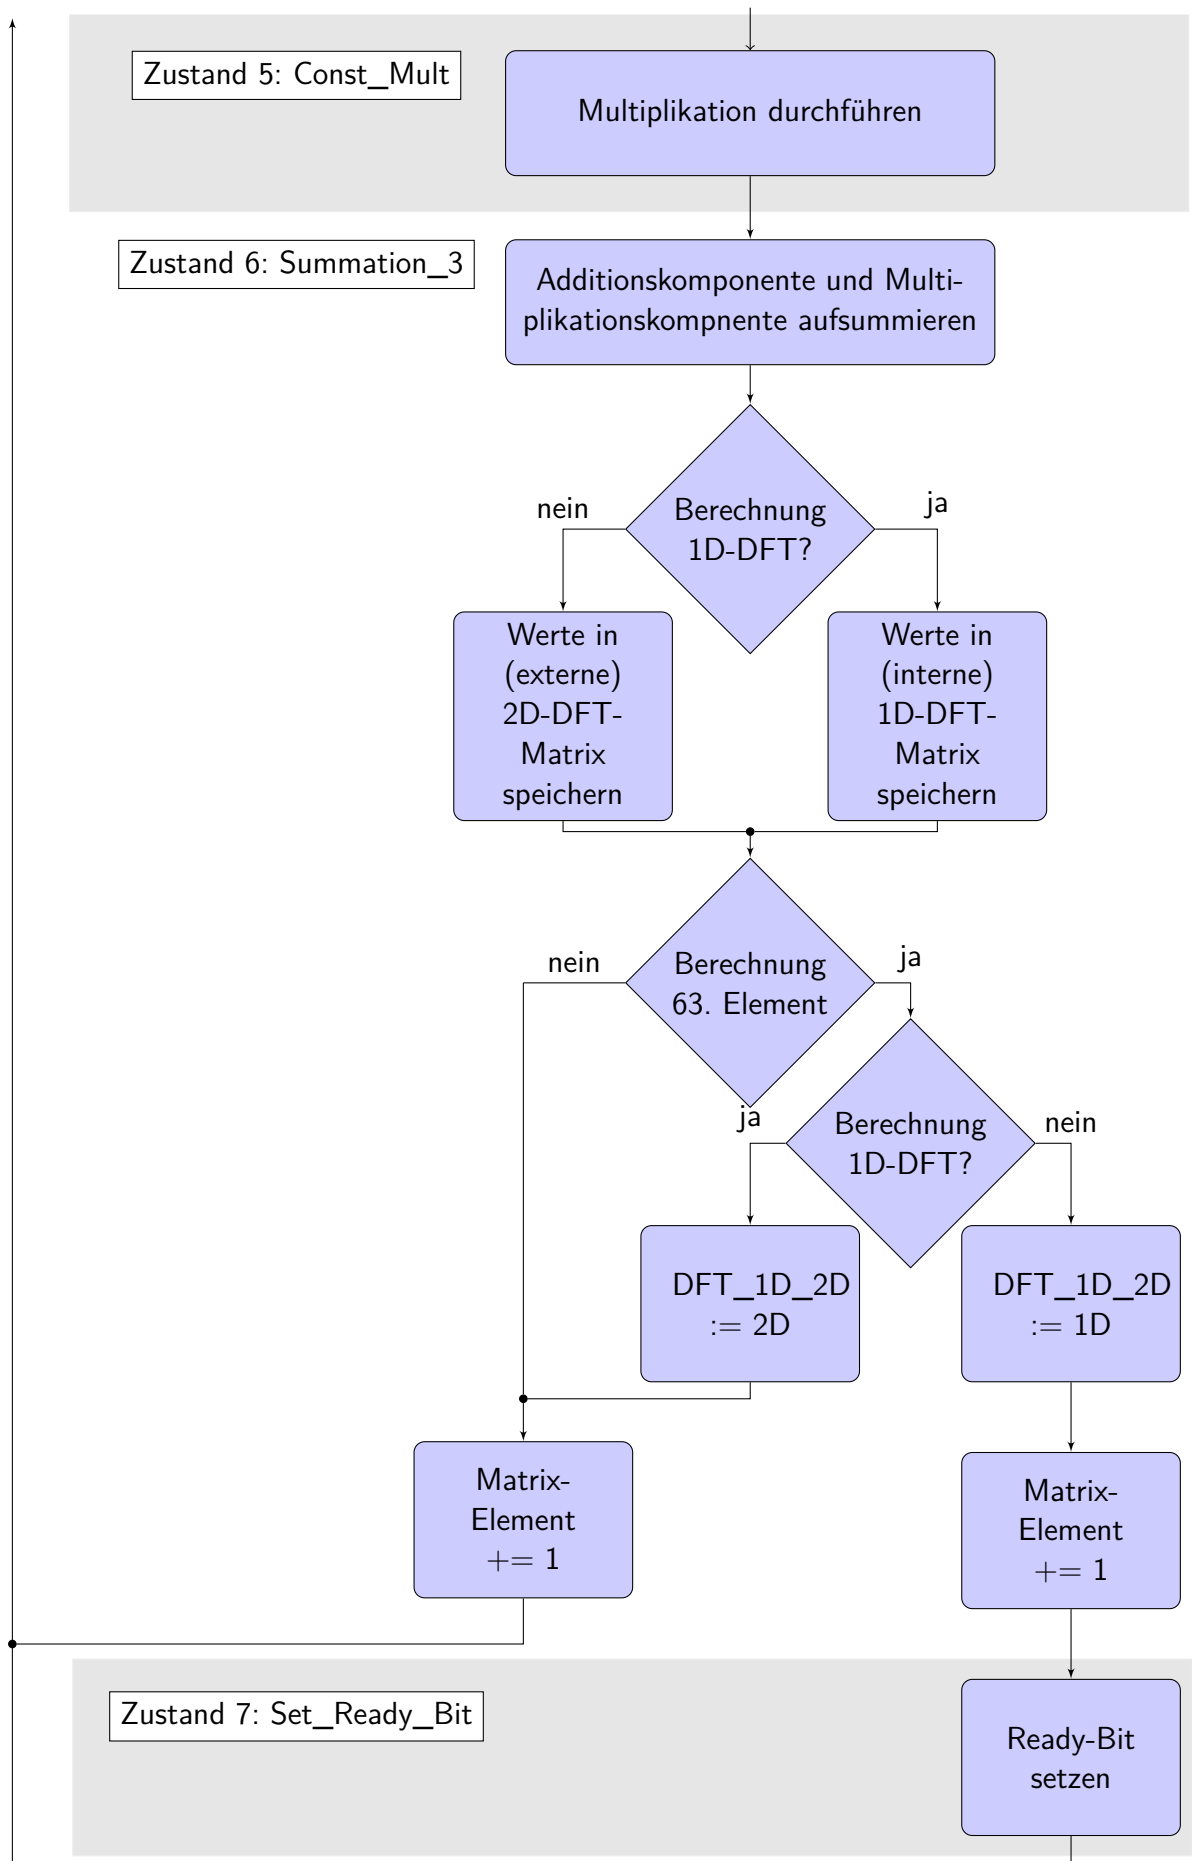 Zustand 5: Const_Mult
Multiplikation durchführen
Zustand 6: Summation_3
Additionskomponente und Multi-
plikationskompnente aufsummieren
nein
Berechnung
1D-DFT?
ja
Werte in
(externe)
2D-DFT-
Matrix
speichern
Werte in
(interne)
1D-DFT-
Matrix
speichern
nein
Berechnung
63. Element
ja
ja
Berechnung
1D-DFT?
nein
DFT_1D_2D
:= 2D
DFT_1D_2D
:= 1D
Matrix-
Element
+= 1
Matrix-
Element
+= 1
Zustand 7: Set_Ready_Bit
Ready-Bit
setzen